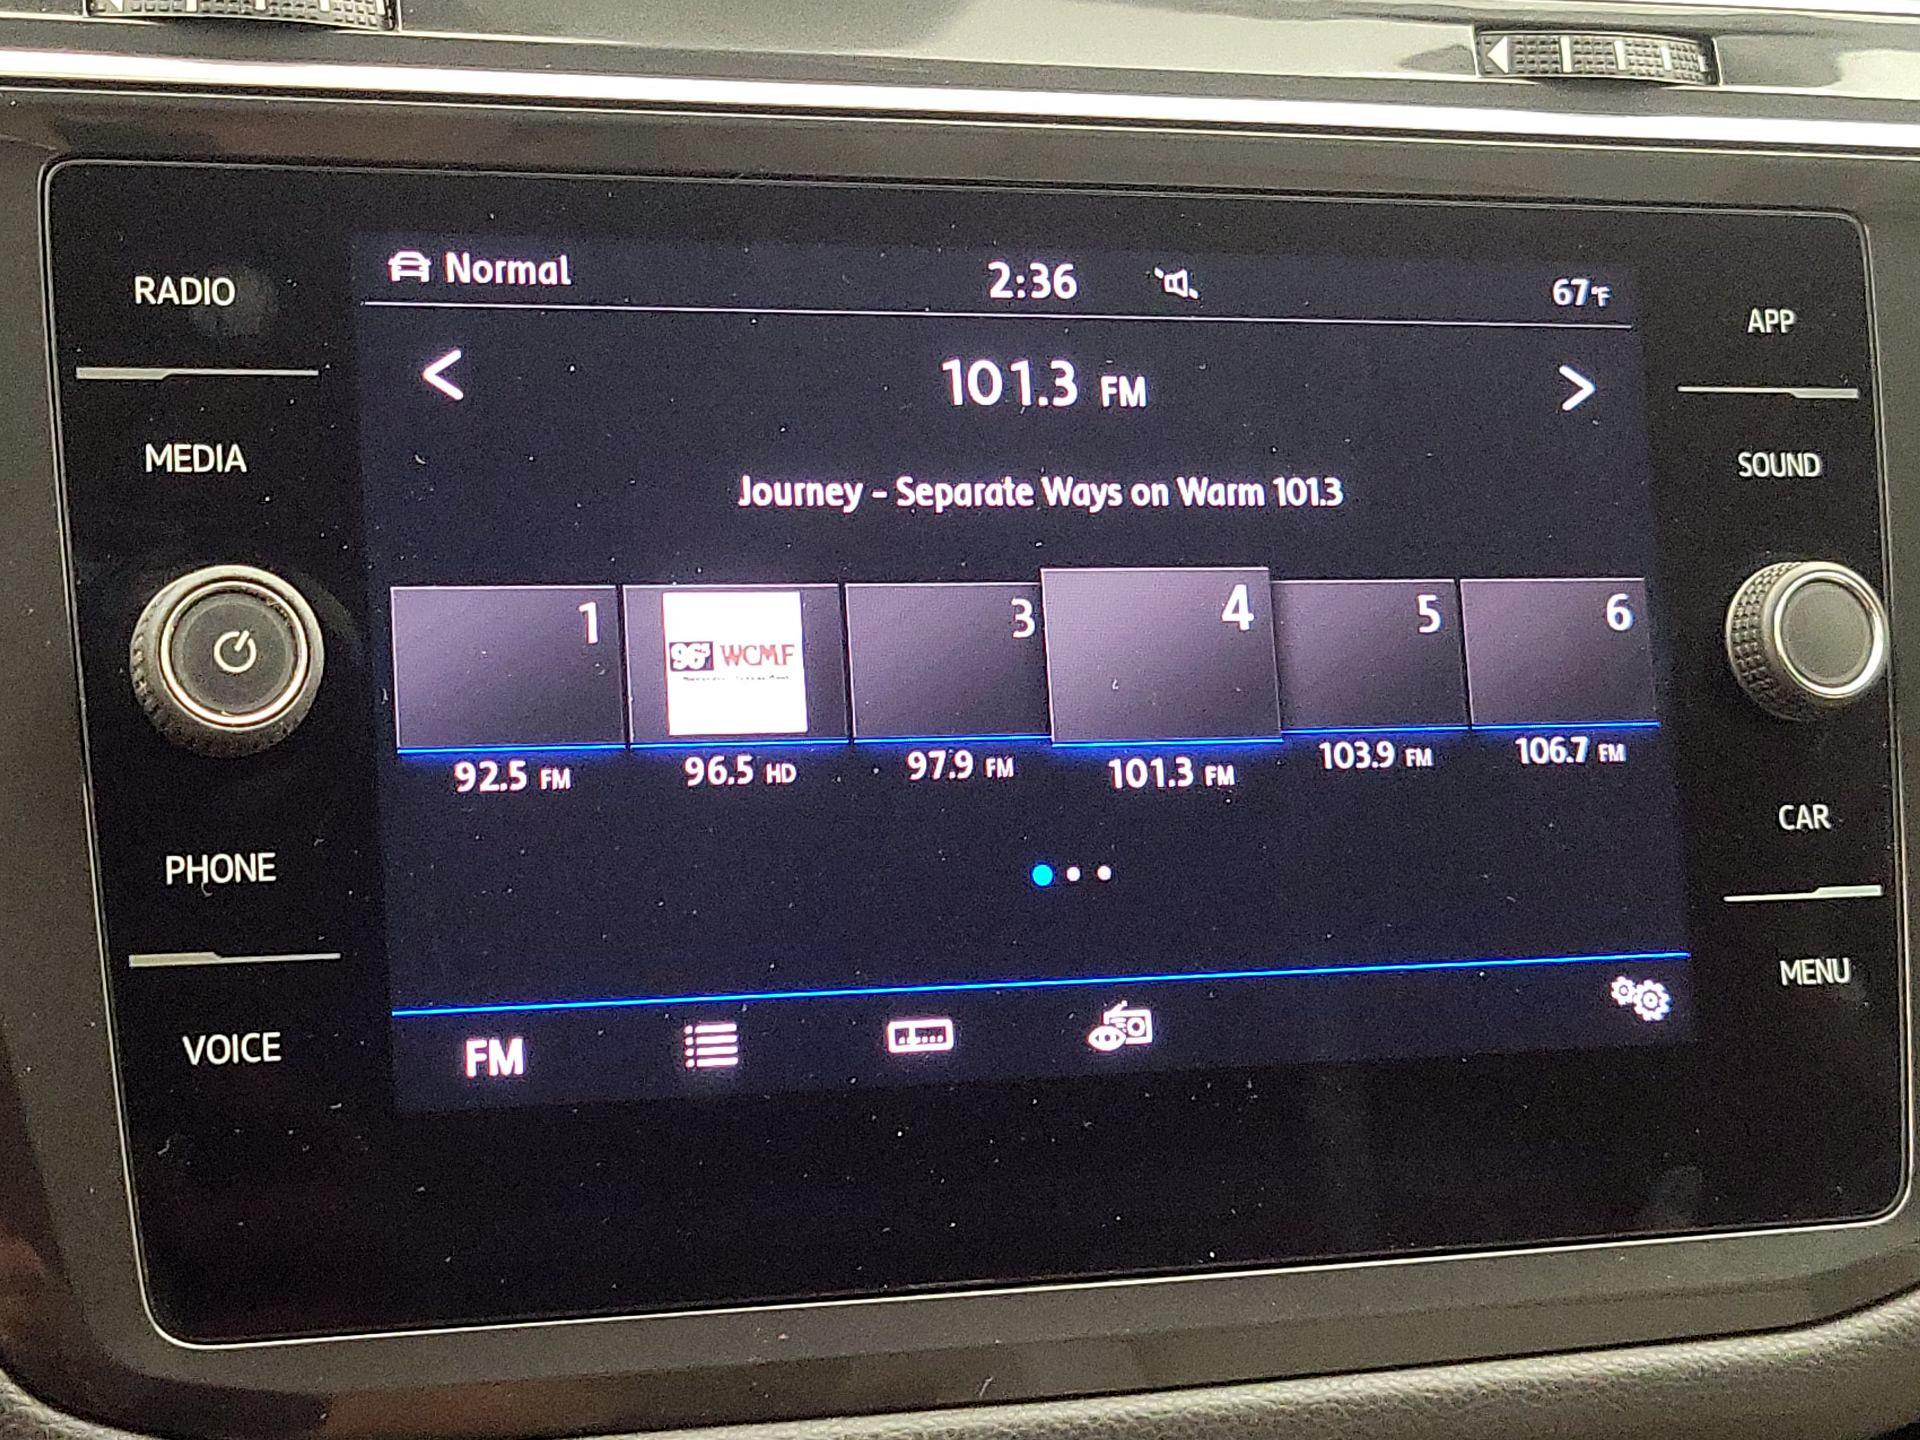 RADIO
MEDIA
PHONE
VOICE
Normal
2:36
67°F
101.3 FM
Journey - Separate Ways on Warm 101.3
1
96.5 WCMF
3
4
5
6
92.5 FM
96.5 HD
97.9 FM
101.3 FM
103.9 FM
106.7 FM
FM
APP
SOUND
CAR
MENU